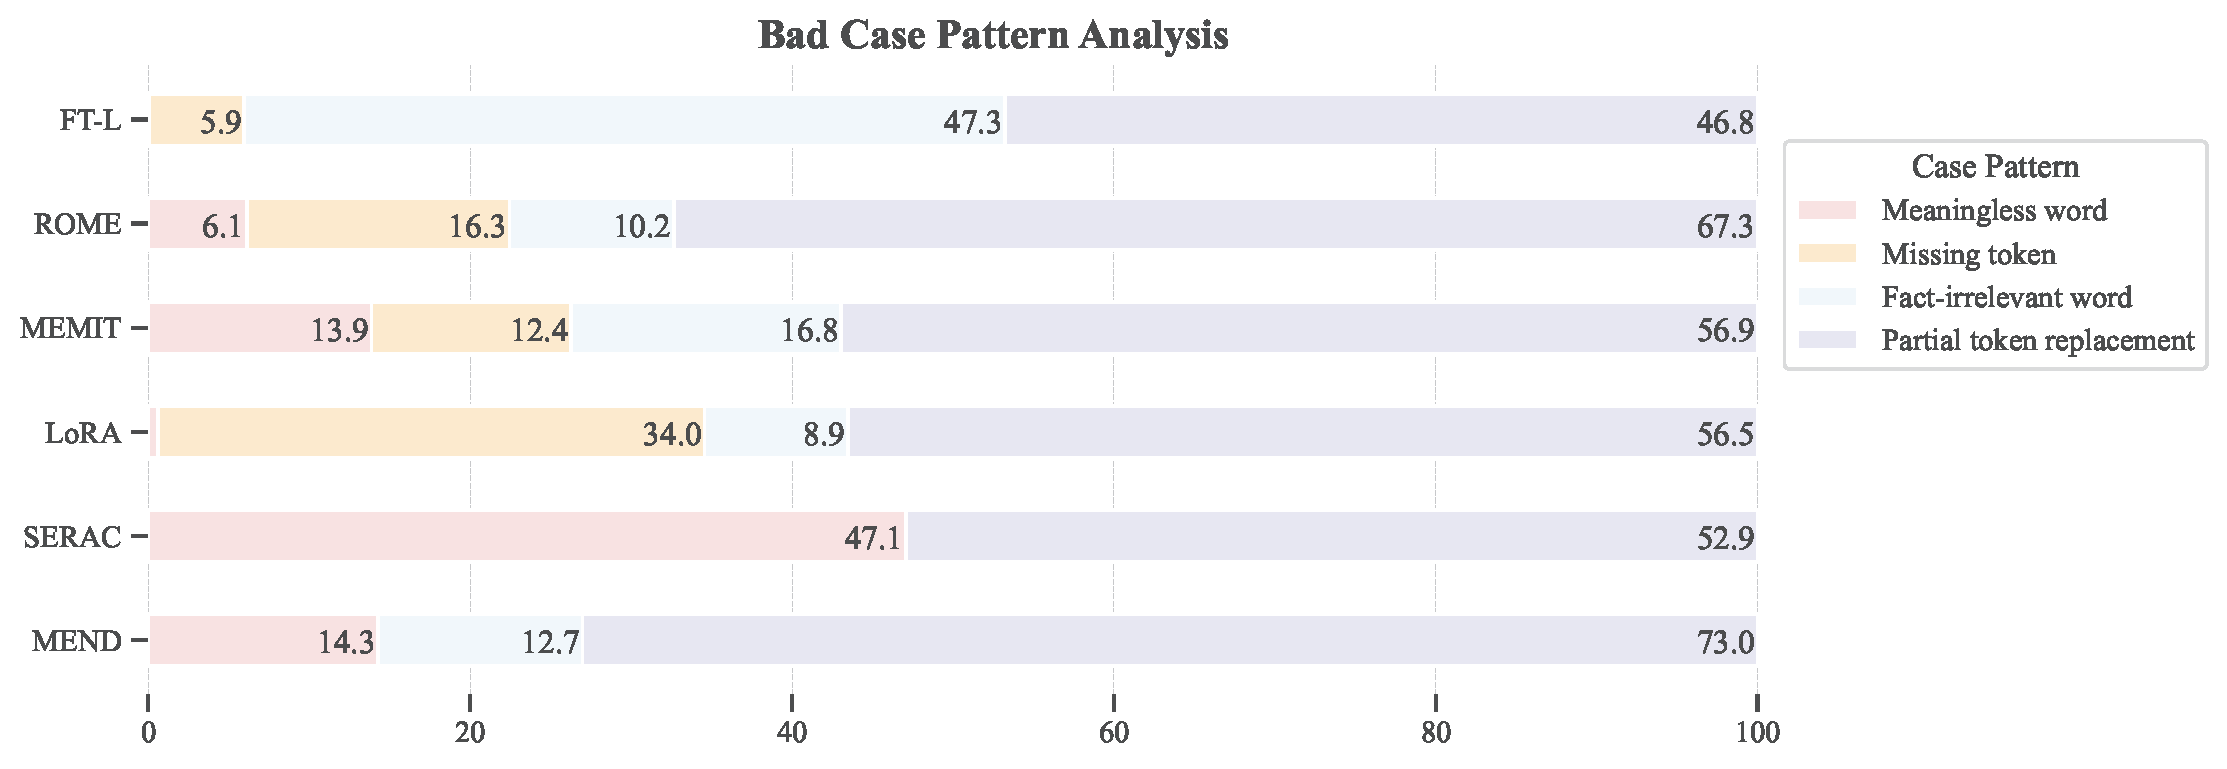 Bad Case Pattern Analysis
FT-L 5.9 47.3 46.8
ROME 6.1 16.3 10.2 67.3
MEMIT 13.9 12.4 16.8 56.9
LoRA 34.0 8.9 56.5
SERAC 47.1 52.9
MEND 14.3 12.7 73.0
0 20 40 60 80 100
Case Pattern
Meaningless word
Missing token
Fact-irrelevant word
Partial token replacement